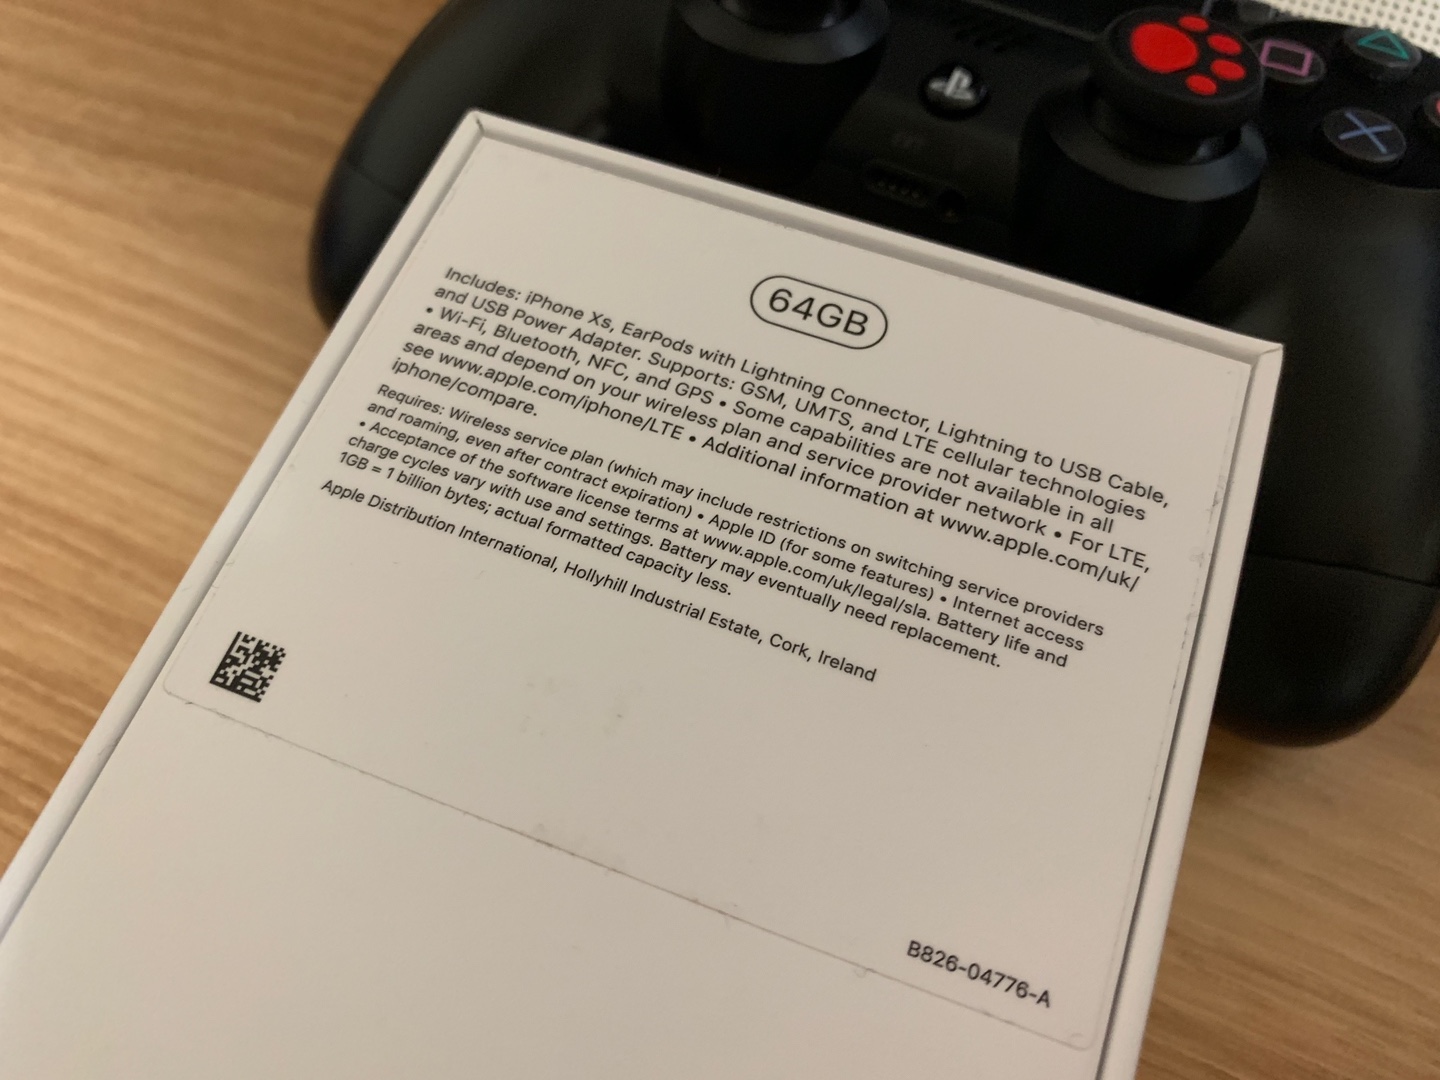 64GB
Includes: iPhone Xs, EarPods with Lightning Connector, Lightning to USB Cable,
and USB Power Adapter. Supports: GSM, UMTS, and LTE cellular technologies
• Wi-Fi, Bluetooth, NFC, and GPS • Some capabilities are not available in all
areas and depend on your wireless plan and service provider network • For LTE,
see www.apple.com/iphone/LTE • Additional information at www.apple.com/uk/
iphone/compare.
Requires: Wireless service plan (which may include restrictions on switching service providers
and roaming, even after contract expiration) • Apple ID (for some features) • Internet access
• Acceptance of the software license terms at www.apple.com/uk/legal/sla. Battery life and
charge cycles vary with use and settings. Battery may eventually need replacement.
1GB = 1 billion bytes; actual formatted capacity less.
Apple Distribution International, Hollyhill Industrial Estate, Cork, Ireland
B826-04776-A